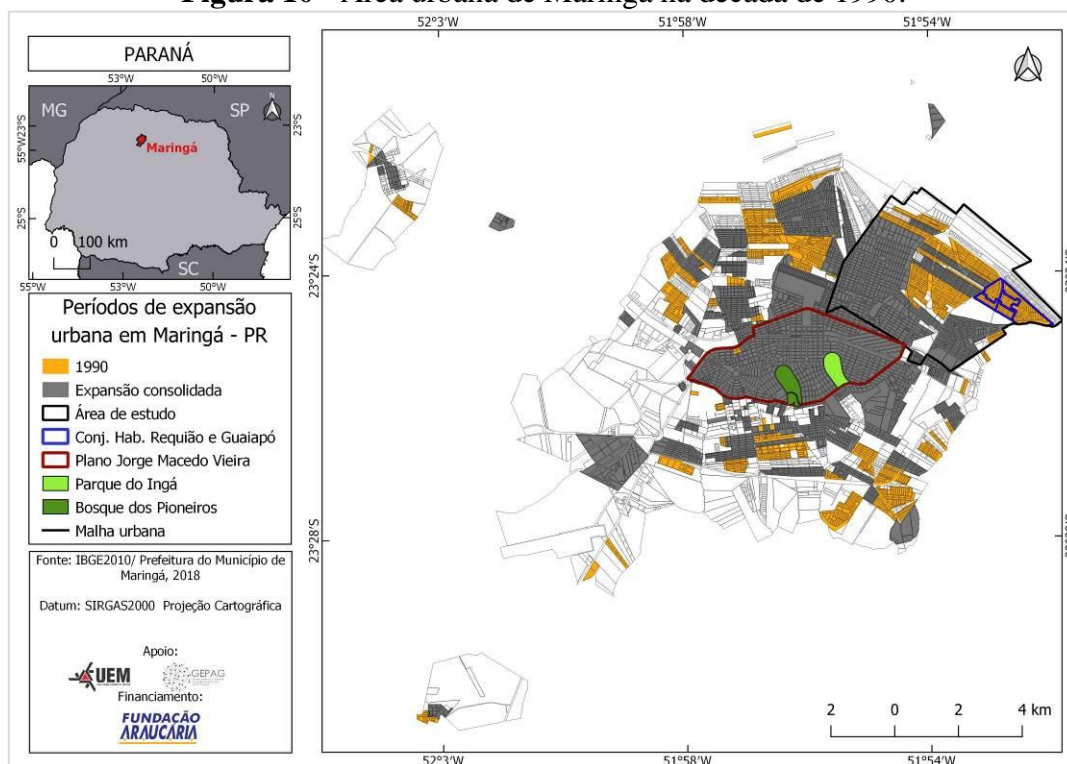 Figura 10 - Área urbana de Maringá na década de 1990.
PARANÁ
53°W 50°W
MG SP
N
Maringá
23°S
25°S
55°W 23°S
25°S
0 100 km
SC
55°W 53°W 50°W
Períodos de expansão
urbana em Maringá - PR
1990
Expansão consolidada
Área de estudo
Conj. Hab. Requião e Guaiapó
Plano Jorge Macedo Vieira
Parque do Ingá
Bosque dos Pioneiros
Malha urbana
Fonte: IBGE2010/ Prefeitura do Município de
Maringá, 2018
Datum: SIRGAS2000 Projeção Cartográfica
Apoio:
UEM
GEPAG
Financiamento:
FUNDAÇÃO
ARAUCÁRIA
52°3'W 51°58'W 51°54'W
23°24'S
23°28'S
2 0 2 4 km
52°3'W 51°58'W 51°54'W